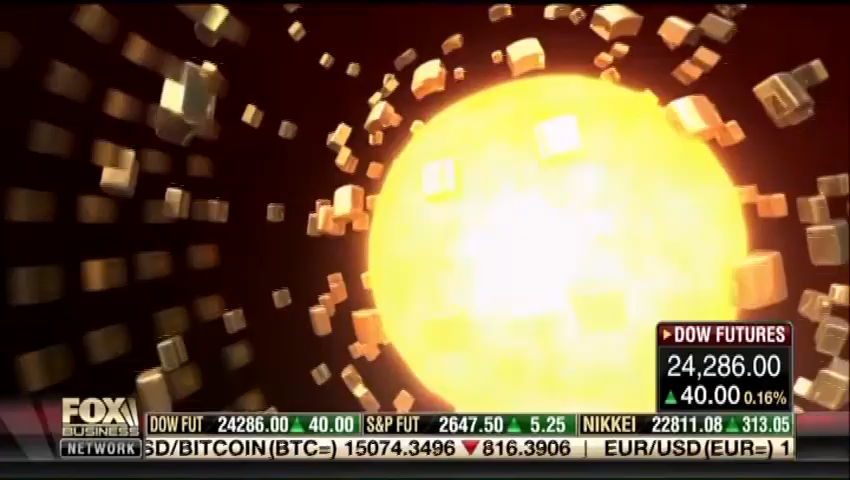 ▸DOW FUTURES
24,286.00
▲40.00 0.16%
FOX
BUSINESS
NETWORK
DOW FUT 24286.00 ▲ 40.00 S&P FUT 2647.50 ▲ 5.25 NIKKEI 22811.08 ▲ 313.05
SD/BITCOIN(BTC=) 15074.3496 ▼816.3906 | EUR/USD(EUR=) 1